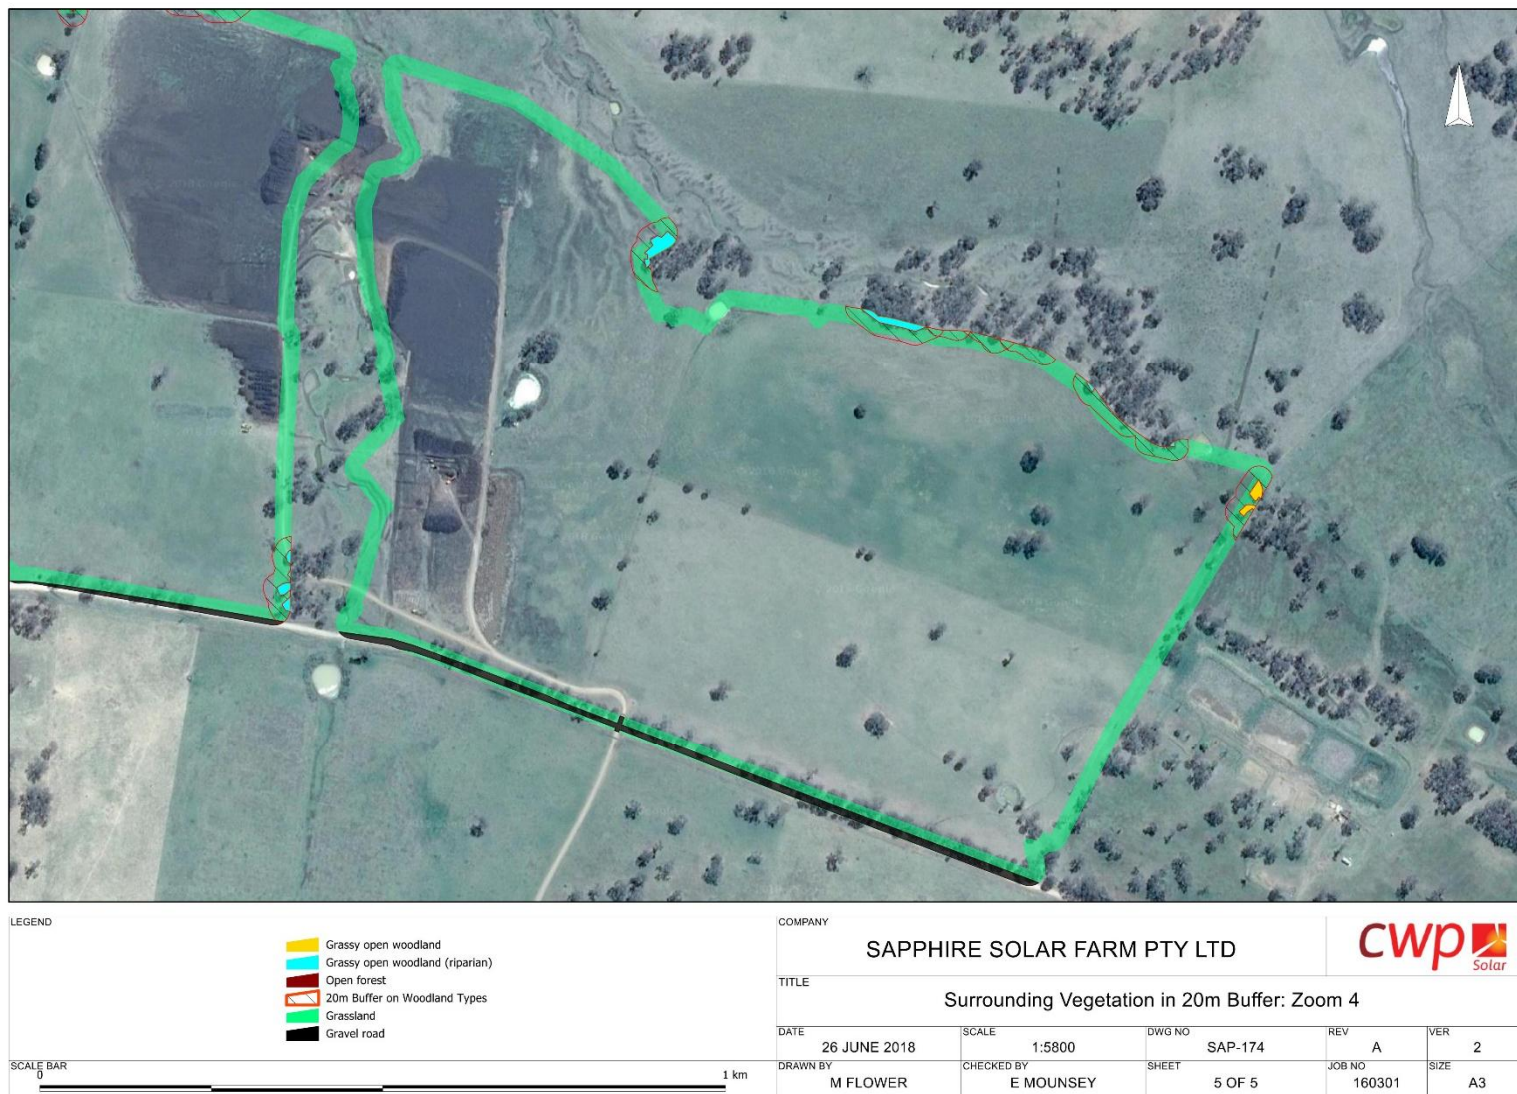 LEGEND
Grassy open woodland
Grassy open woodland (riparian)
Open forest
20m Buffer on Woodland Types
Grassland
Gravel road
SCALE BAR
0
1 km
COMPANY
SAPPHIRE SOLAR FARM PTY LTD
cwp
Solar
TITLE
Surrounding Vegetation in 20m Buffer: Zoom 4
DATE
26 JUNE 2018
SCALE
1:5800
DWG NO
SAP-174
REV
A
VER
2
DRAWN BY
M FLOWER
CHECKED BY
E MOUNSEY
SHEET
5 OF 5
JOB NO
160301
SIZE
A3